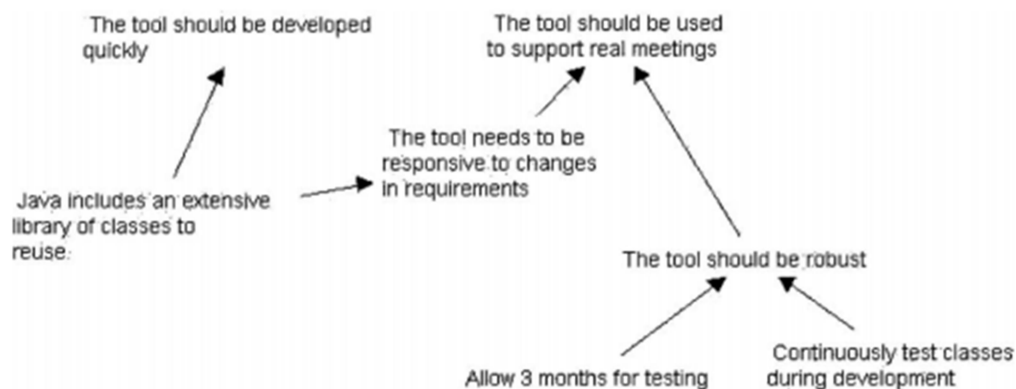 The tool should be developed
quickly
The tool should be used
to support real meetings
The tool needs to be
responsive to changes
in requirements
Java includes an extensive
library of classes to
reuse.
The tool should be robust
Allow 3 months for testing
Continuously test classes
during development